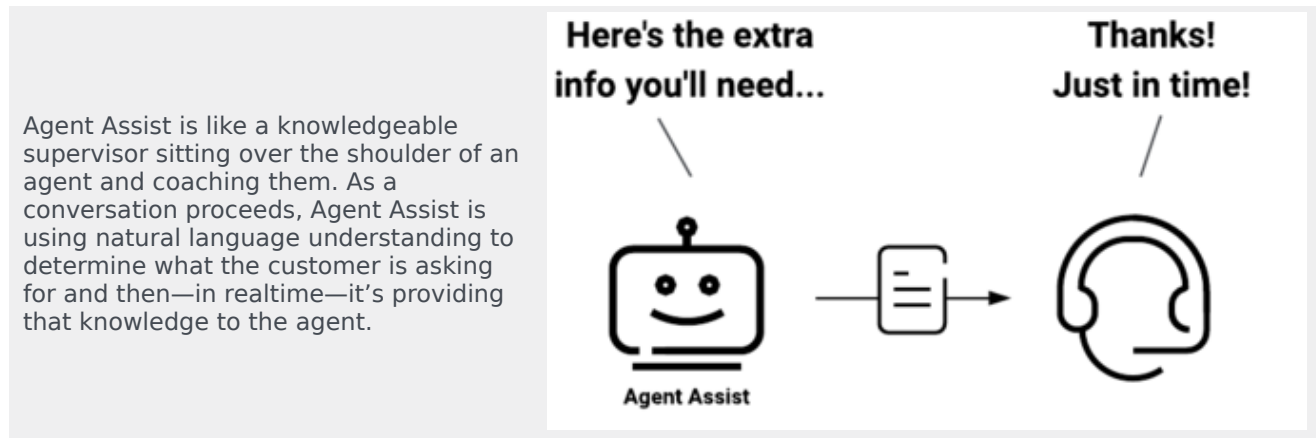 Agent Assist is like a knowledgeable
supervisor sitting over the shoulder of an
agent and coaching them. As a
conversation proceeds, Agent Assist is
using natural language understanding to
determine what the customer is asking
for and then—in realtime—it’s providing
that knowledge to the agent.
Here's the extra
info you'll need...
Thanks!
Just in time!
Agent Assist